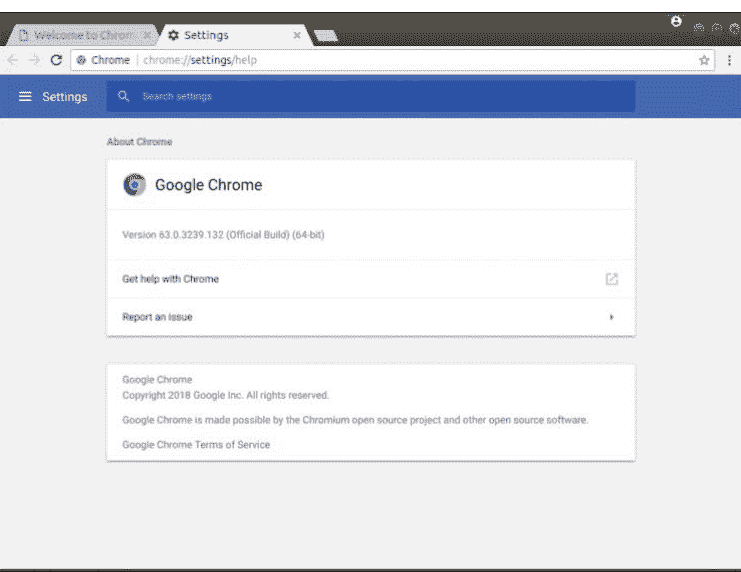 Welcome to Chrom
Settings
Chrome | chrome://settings/help
Settings
Search settings
About Chrome
Google Chrome
Version 63.0.3239.132 (Official Build) (64-bit)
Get help with Chrome
Report an issue
Google Chrome
Copyright 2018 Google Inc. All rights reserved.
Google Chrome is made possible by the Chromium open source project and other open source software.
Google Chrome Terms of Service